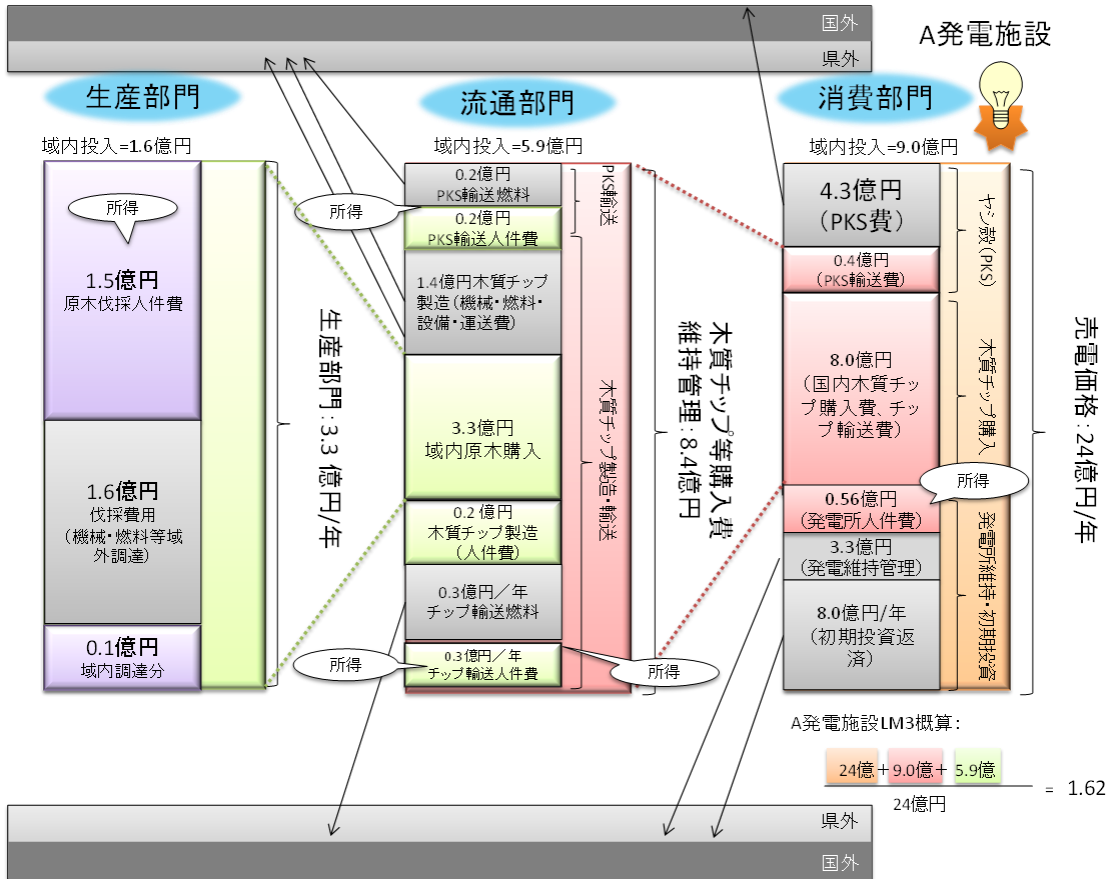 国外
県外
A発電施設
生産部門
流通部門
消費部門
域内投入=1.6億円
域内投入=5.9億円
域内投入=9.0億円
所得
1.5億円
原木伐採人件費
1.6億円
伐採費用
(機械・燃料等域
外調達)
0.1億円
域内調達分
生産部門:3.3 億円/年
0.2億円
PKS輸送燃料
所得
0.2億円
PKS輸送人件費
1.4億円木質チップ
製造(機械・燃料・
設備・運送費)
3.3億円
域内原木購入
0.2 億円
木質チップ製造
(人件費)
0.3億円/年
チップ輸送燃料
所得
0.3億円/年
チップ輸送人件費
所得
PKS輸送
木質チップ製造・輸送
木質チップ等購入費
維持管理:8.4億円
4.3億円
(PKS費)
0.4億円
(PKS輸送費)
8.0億円
(国内木質チッ
プ購入費、チッ
プ輸送費)
所得
0.56億円
(発電所人件費)
3.3億円
(発電維持管理)
8.0億円/年
(初期投資返
済)
ヤシ殻(PKS)
木質チップ購入
発電所維持・初期投資
売電価格:24億円/年
A発電施設LM3概算:
24億+9.0億+ 5.9億
24億円
= 1.62
県外
国外